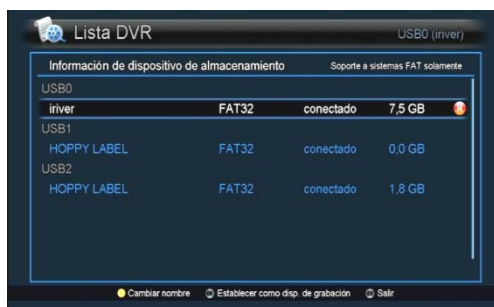 Lista DVR USB0 (iriver)
Información de dispositivo de almacenamiento Soporte a sistemas FAT solamente
USB0
iriver FAT32 conectado 7,5 GB
USB1
HOPPY LABEL FAT32 conectado 0,0 GB
USB2
HOPPY LABEL FAT32 conectado 1,8 GB
Cambiar nombre Establecer como disp. de grabación Salir